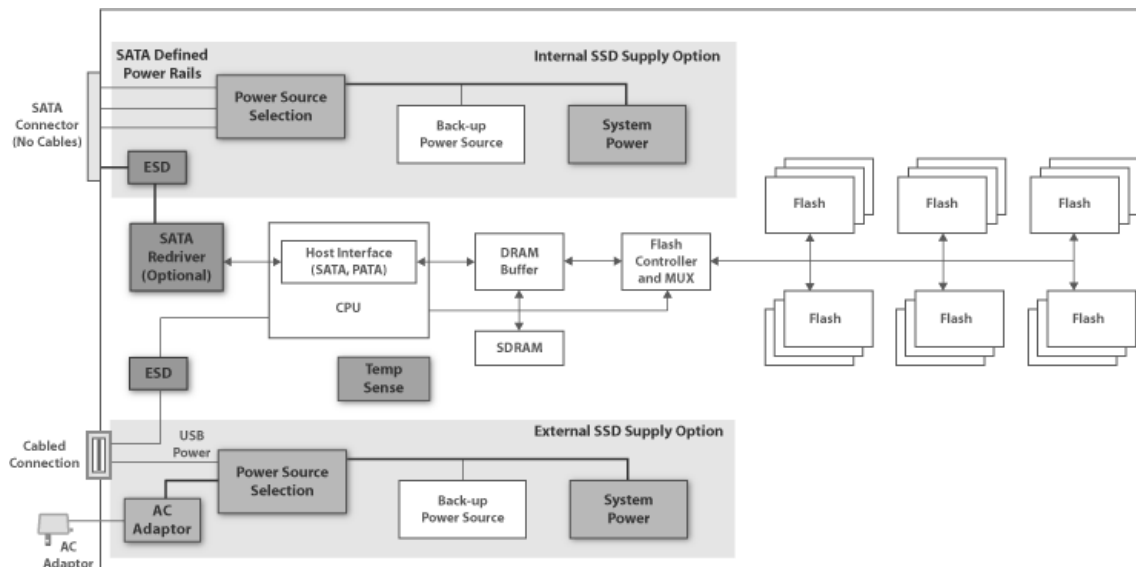 SATA Defined
Power Rails
Internal SSD Supply Option
SATA
Connector
(No Cables)
Power Source
Selection
Back-up
Power Source
System
Power
ESD
SATA
Redriver
(Optional)
Host Interface
(SATA, PATA)
CPU
DRAM
Buffer
Flash
Controller
and MUX
SDRAM
Flash
Flash
Flash
Flash
Flash
Flash
ESD
Temp
Sense
Cabled
Connection
USB
Power
External SSD Supply Option
Power Source
Selection
Back-up
Power Source
System
Power
AC
Adaptor
AC
Adaptor